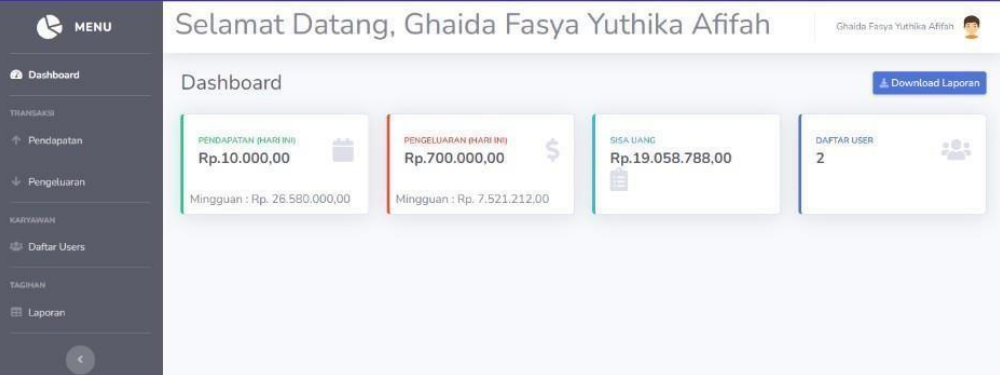 MENU
Selamat Datang, Ghaida Fasya Yuthika Afifah
Ghaida Fasya Yuthika Afifah
Dashboard
Dashboard
Download Laporan
TRANSAKSI
Pendapatan
Pengeluaran
KARYAWAN
Daftar Users
TAGIHAN
Laporan
PENDAPATAN (HARI INI)
Rp.10.000,00
Mingguan : Rp. 26.580.000,00
PENGELUARAN (HARI INI)
Rp.700.000,00
Mingguan : Rp. 7.521.212,00
SISA UANG
Rp.19.058.788,00
DAFTAR USER
2